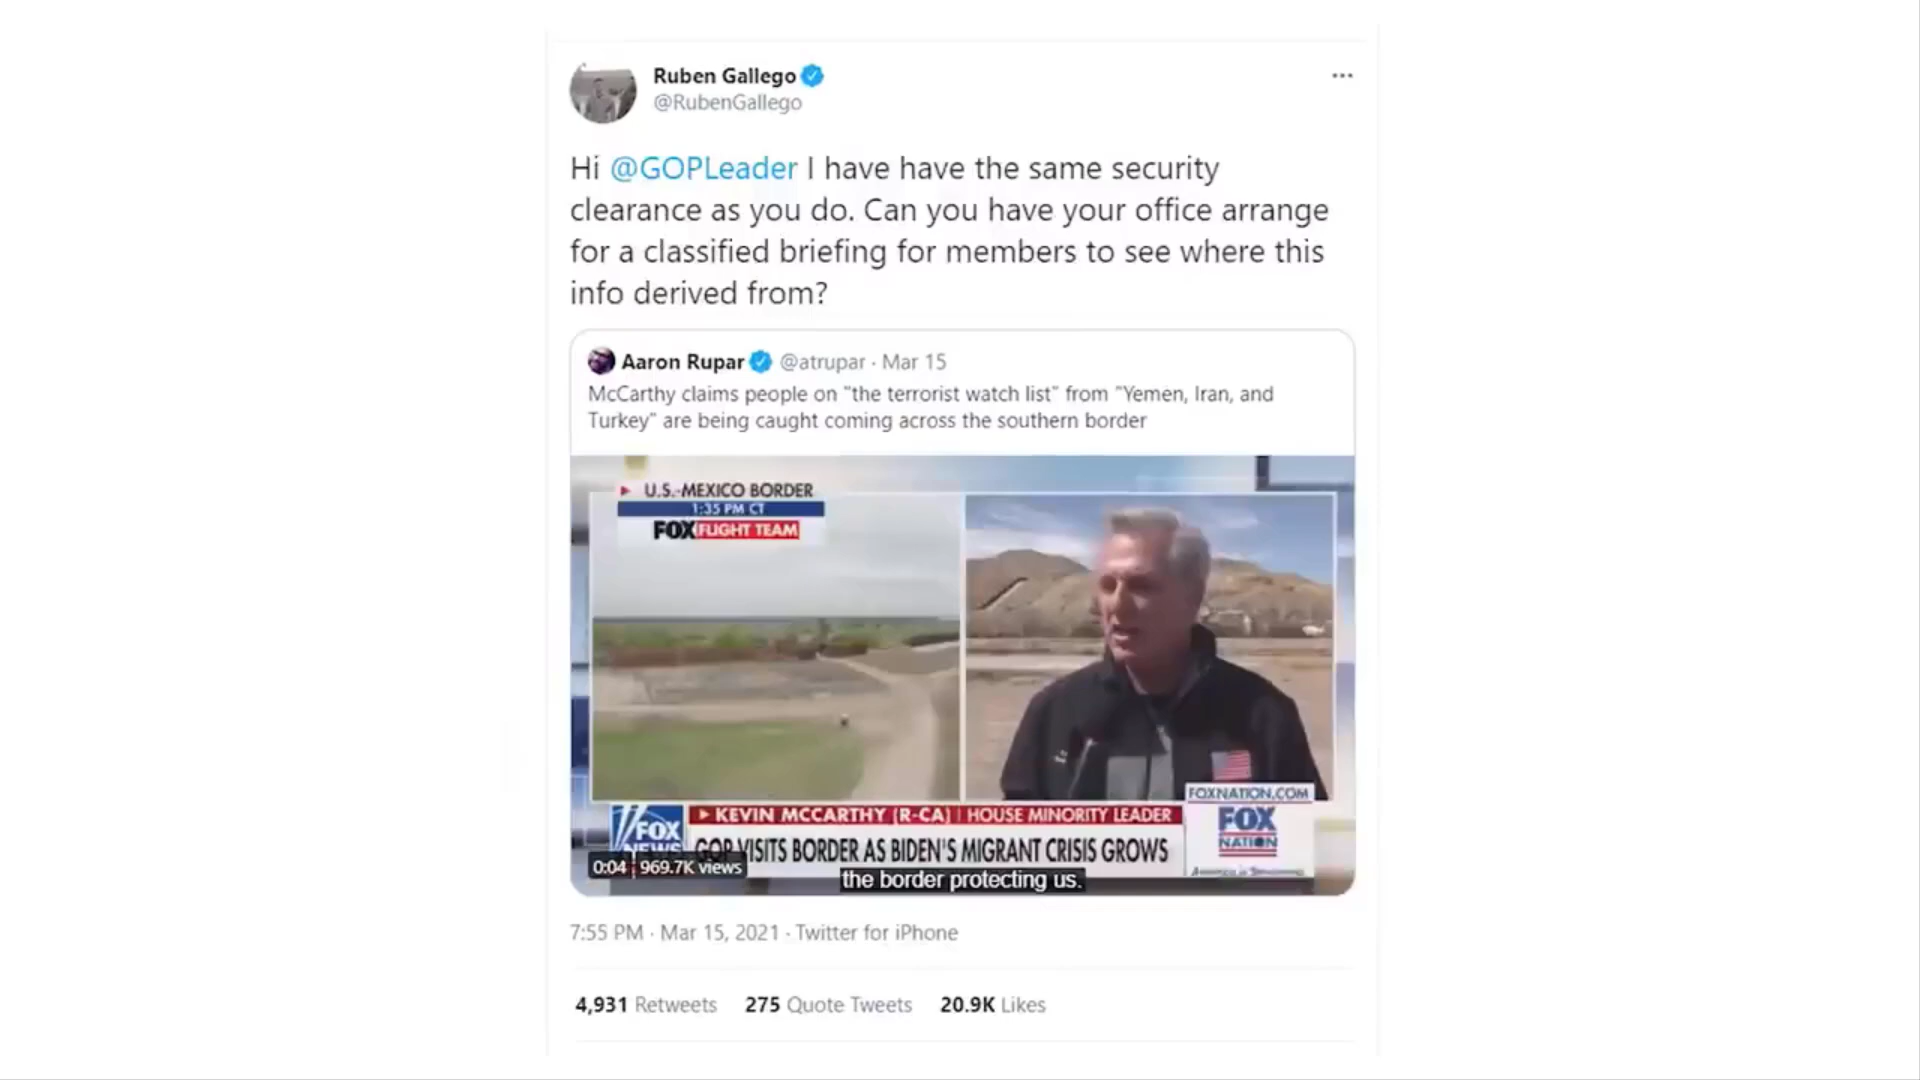 Ruben Gallego
@RubenGallego
Hi @GOPLeader I have have the same security
clearance as you do. Can you have your office arrange
for a classified briefing for members to see where this
info derived from?
Aaron Rupar @atrupar · Mar 15
McCarthy claims people on "the terrorist watch list" from "Yemen, Iran, and
Turkey" are being caught coming across the southern border
U.S.-MEXICO BORDER
1:35 PM CT
FOX FLIGHT TEAM
FOXNATION.COM
KEVIN MCCARTHY (R-CA) | HOUSE MINORITY LEADER
FOX
NEWS
GOP VISITS BORDER AS BIDEN'S MIGRANT CRISIS GROWS
FOX
NATION
0:04 969.7K views
the border protecting us.
7:55 PM · Mar 15, 2021 · Twitter for iPhone
4,931 Retweets 275 Quote Tweets 20.9K Likes